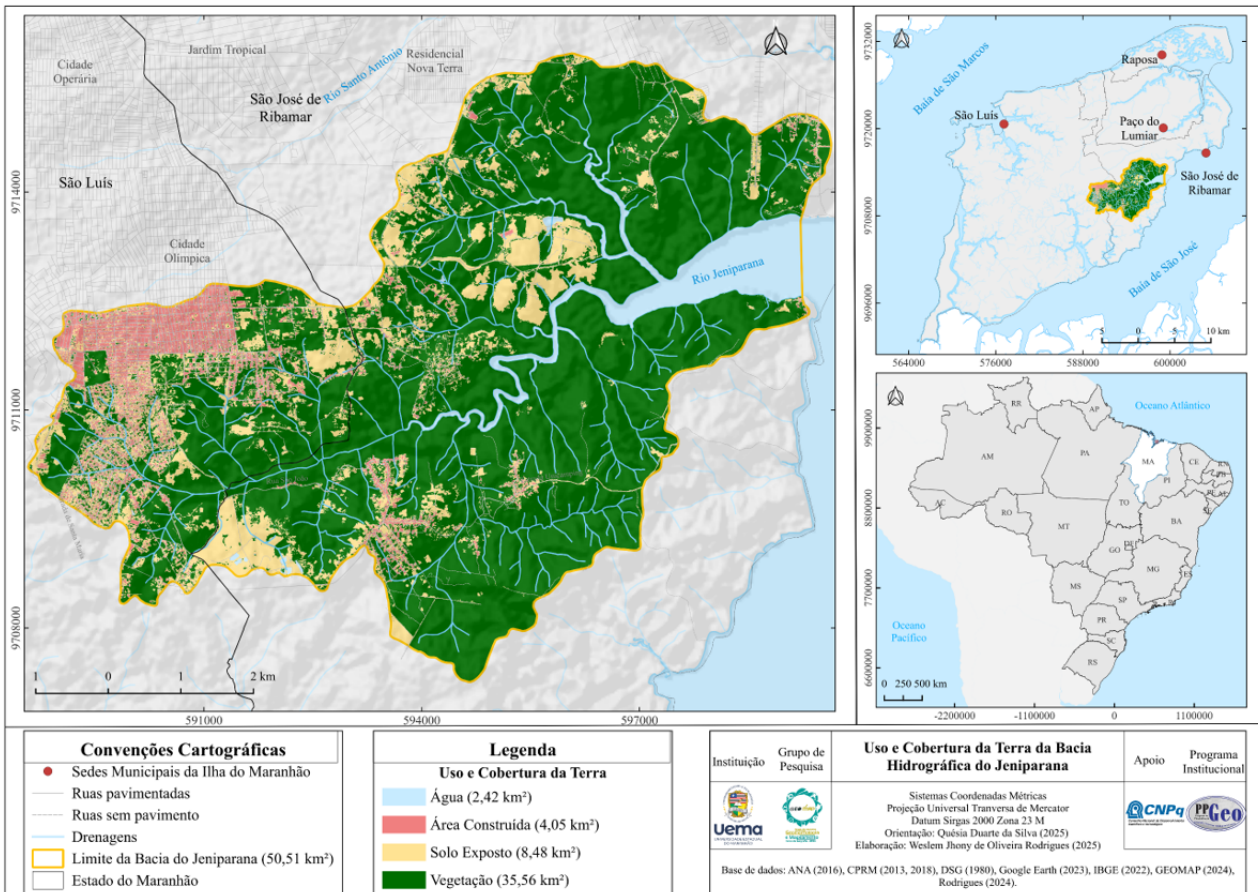 Cidade
Operária
Jardim Tropical
Rio Santo Antônio
Residencial
Nova Terra
São José de
Ribamar
São Luís
Cidade
Olímpica
Rio Jeniparana
9714000
9711000
9708000
1 0 1 2 km
591000 594000 597000
Baía de São Marcos
Raposa
São Luís
Paço do
Lumiar
São José de
Ribamar
Baía de São José
9732000
9720000
9708000
9696000
5 0 5 10 km
564000 576000 588000 600000
Oceano Atlântico
RR
AP
AM
PA
MA
CE
RN
PB
PI
PE
AL
SE
AC
TO
RO
BA
MT
GO
DF
MG
ES
MS
SP
RJ
PR
SC
RS
Oceano
Pacífico
9900000
8800000
7700000
6600000
0 250 500 km
-2200000 -1100000 0 1100000
Convenções Cartográficas
Sedes Municipais da Ilha do Maranhão
Ruas pavimentadas
Ruas sem pavimento
Drenagens
Limite da Bacia do Jeniparana (50,51 km²)
Estado do Maranhão
Legenda
Uso e Cobertura da Terra
Água (2,42 km²)
Área Construída (4,05 km²)
Solo Exposto (8,48 km²)
Vegetação (35,56 km²)
Instituição
Grupo de
Pesquisa
Uema
Uso e Cobertura da Terra da Bacia
Hidrográfica do Jeniparana
Sistemas Coordenadas Métricas
Projeção Universal Tranversa de Mercator
Datum Sirgas 2000 Zona 23 M
Orientação: Quésia Duarte da Silva (2025)
Elaboração: Weslem Jhony de Oliveira Rodrigues (2025)
Apoio
Programa
Institucional
CNPq
PPGeo
Base de dados: ANA (2016), CPRM (2013, 2018), DSG (1980), Google Earth (2023), IBGE (2022), GEOMAP (2024),
Rodrigues (2024).